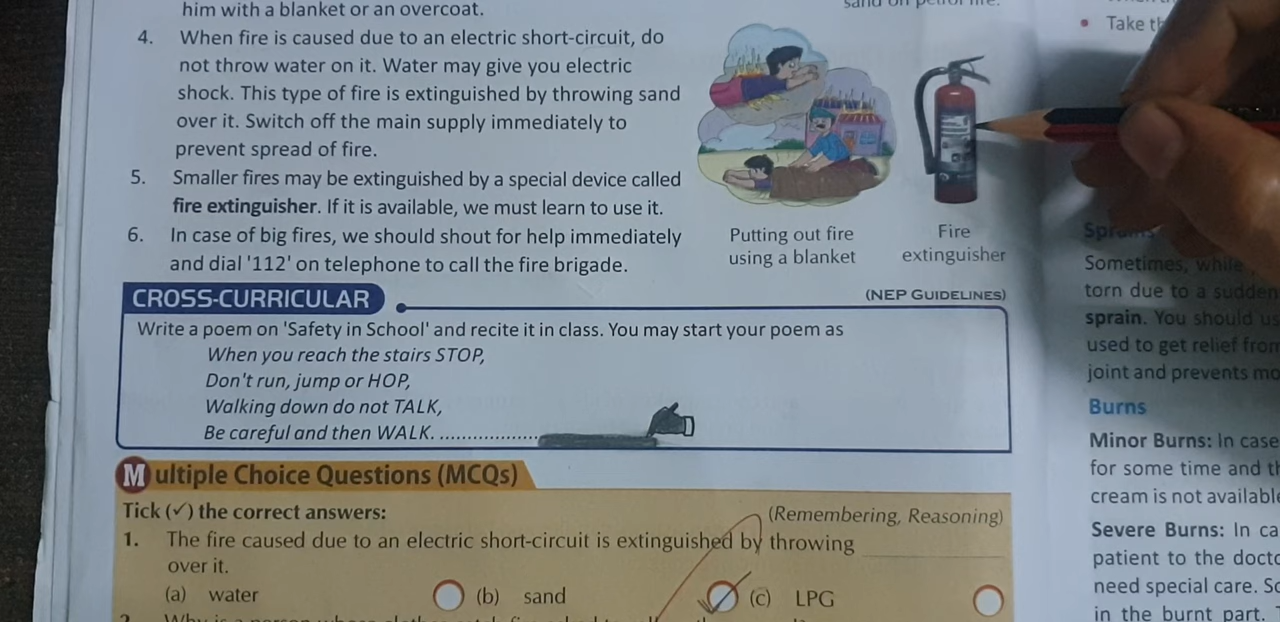 him with a blanket or an overcoat.
4. When fire is caused due to an electric short-circuit, do
not throw water on it. Water may give you electric
shock. This type of fire is extinguished by throwing sand
over it. Switch off the main supply immediately to
prevent spread of fire.
5. Smaller fires may be extinguished by a special device called
fire extinguisher. If it is available, we must learn to use it.
6. In case of big fires, we should shout for help immediately
and dial '112' on telephone to call the fire brigade.
sand on petrol fire.
Putting out fire
using a blanket
Fire
extinguisher
CROSS-CURRICULAR
(NEP GUIDELINES)
Write a poem on 'Safety in School' and recite it in class. You may start your poem as
When you reach the stairs STOP,
Don't run, jump or HOP,
Walking down do not TALK,
Be careful and then WALK. ..................
Multiple Choice Questions (MCQs)
Tick (✓) the correct answers:
(Remembering, Reasoning)
1. The fire caused due to an electric short-circuit is extinguished by throwing ____________
over it.
(a) water (b) sand (c) LPG
• Take
Sprains
Sometimes, while
torn due to a sudden
sprain. You should
used to get relief from
joint and prevents
Burns
Minor Burns: In case
for some time and
cream is not available
Severe Burns: In
patient to the
need special care.
in the burnt part.